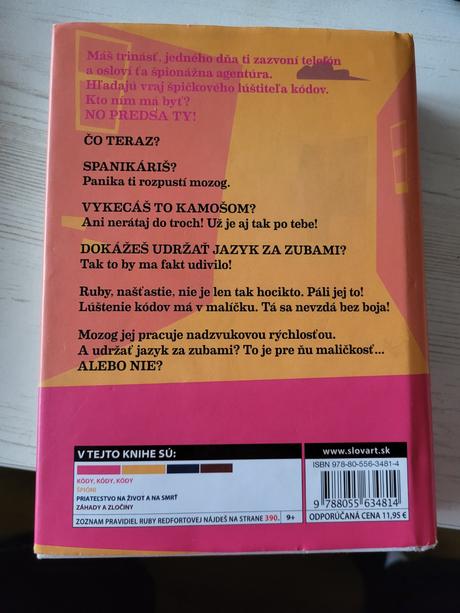 Máš trinásť, jedného dňa ti zazvoní telefón
a osloví ťa špionážna agentúra.
Hľadajú vraj špičkového lúštiteľa kódov.
Kto ním má byť?
NO PREDSA TY!
ČO TERAZ?
SPANIKÁRIŠ?
Panika ti rozpustí mozog.
VYKECÁŠ TO KAMOŠOM?
Ani nerátaj do troch! Už je aj tak po tebe!
DOKÁŽEŠ UDRŽAŤ JAZYK ZA ZUBAMI?
Tak to by ma fakt udivilo!
Ruby, našťastie, nie je len tak hocikto. Páli jej to!
Lúštenie kódov má v malíčku. Tá sa nevzdá bez boja!
Mozog jej pracuje nadzvukovou rýchlosťou.
A udržať jazyk za zubami? To je pre ňu maličkosť...
ALEBO NIE?
V TEJTO KNIHE SÚ:
KÓDY, KÓDY, KÓDY
ŠPIÓNI
PRIATEĽSTVO NA ŽIVOT A NA SMRŤ
ZÁHADY A ZLOČINY
ZOZNAM PRAVIDIEL RUBY REDFORTOVEJ NÁJDEŠ NA STRANE 390.
9+
www.slovart.sk
ISBN 978-80-556-3481-4
9 788055 634814
ODPORÚČANÁ CENA 11,95 €